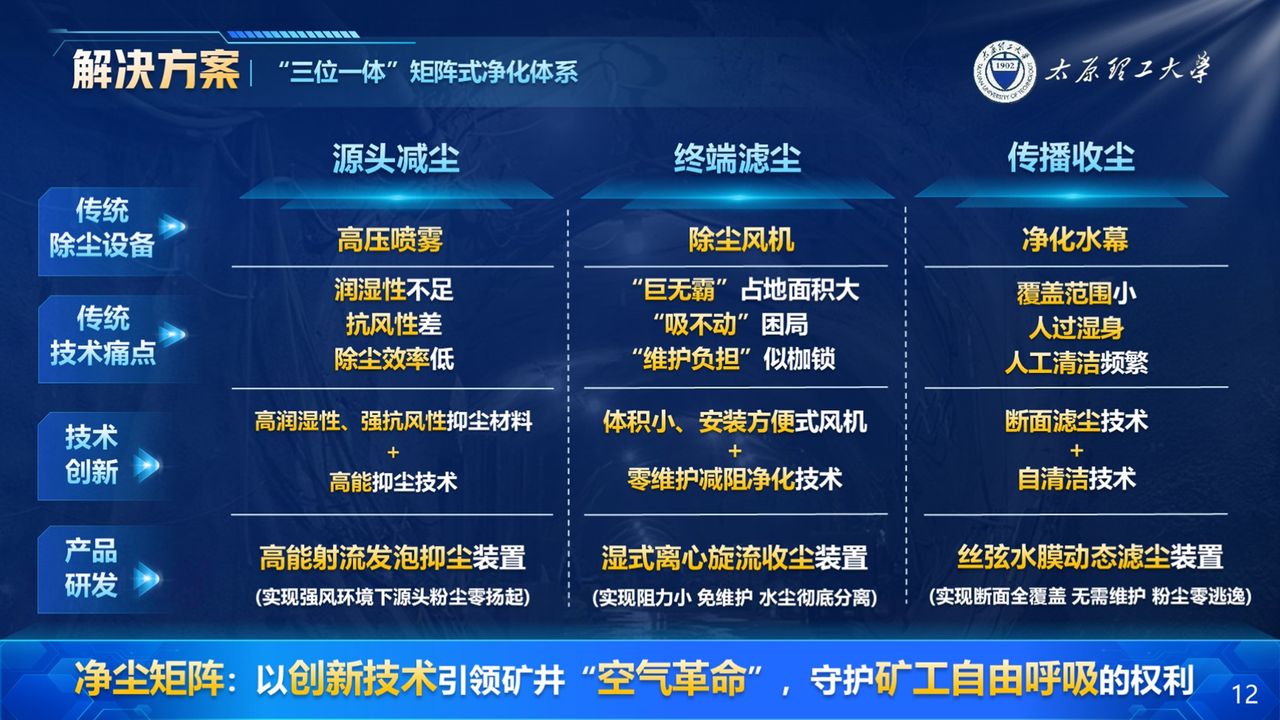 解决方案
“三位一体”矩阵式净化体系
太原理工大学
TAIYUAN UNIVERSITY OF TECHNOLOGY
1902
太原理工大學
源头减尘
终端滤尘
传播收尘
传统
除尘设备
高压喷雾
除尘风机
净化水幕
传统
技术痛点
润湿性不足
抗风性差
除尘效率低
“巨无霸”占地面积大
“吸不动”困局
“维护负担”似枷锁
覆盖范围小
人过湿身
人工清洁频繁
技术
创新
高润湿性、强抗风性抑尘材料
+
高能抑尘技术
体积小、安装方便式风机
+
零维护减阻净化技术
断面滤尘技术
+
自清洁技术
产品
研发
高能射流发泡抑尘装置
(实现强风环境下源头粉尘零扬起)
湿式离心旋流收尘装置
(实现阻力小 免维护 水尘彻底分离)
丝弦水膜动态滤尘装置
(实现断面全覆盖 无需维护 粉尘零逃逸)
净尘矩阵：以创新技术引领矿井“空气革命”，守护矿工自由呼吸的权利
12